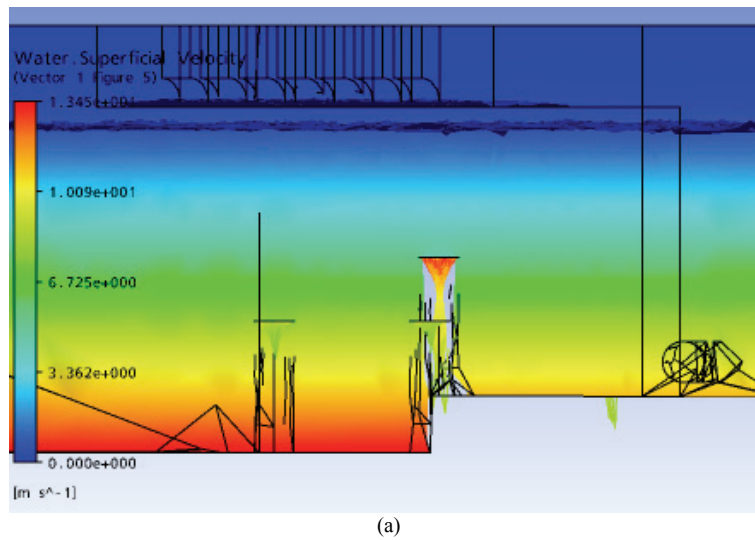 Water.Superficial Velocity
(Vector 1 Figure 5)
1.345e+001
1.009e+001
6.725e+000
3.362e+000
0.000e+000
[m s^-1]
(a)